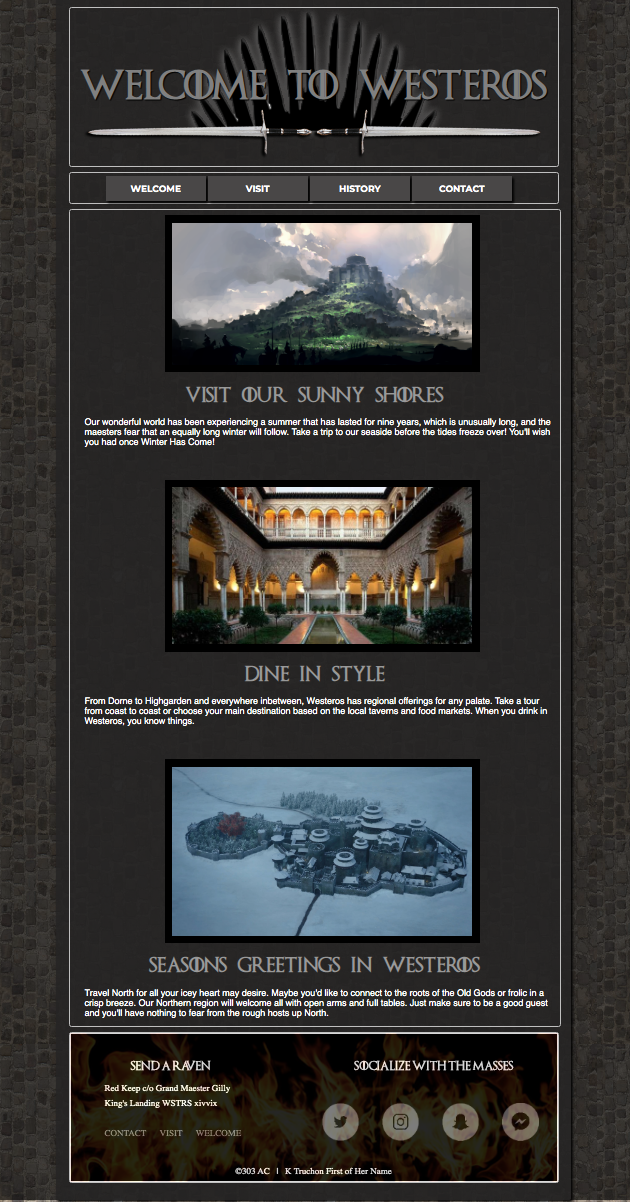 WELCOME TO WESTEROS
WELCOME VISIT HISTORY CONTACT
VISIT OUR SUNNY SHORES
Our wonderful world has been experiencing a summer that has lasted for nine years, which is unusually long, and the
maesters fear that an equally long winter will follow. Take a trip to our seaside before the tides freeze over! You'll wish
you had once Winter Has Come!
DINE IN STYLE
From Dorne to Highgarden and everywhere inbetween, Westeros has regional offerings for any palate. Take a tour
from coast to coast or choose your main destination based on the local taverns and food markets. When you drink in
Westeros, you know things.
SEASONS GREETINGS IN WESTEROS
Travel North for all your icey heart may desire. Maybe you'd like to connect to the roots of the Old Gods or frolic in a
crisp breeze. Our Northern region will welcome all with open arms and full tables. Just make sure to be a good guest
and you'll have nothing to fear from the rough hosts up North.
SEND A RAVEN
Red Keep c/o Grand Maester Gilly
King's Landing WSTRS xivvix
CONTACT VISIT WELCOME
SOCIALIZE WITH THE MASSES
©303 AC | K Truchon First of Her Name